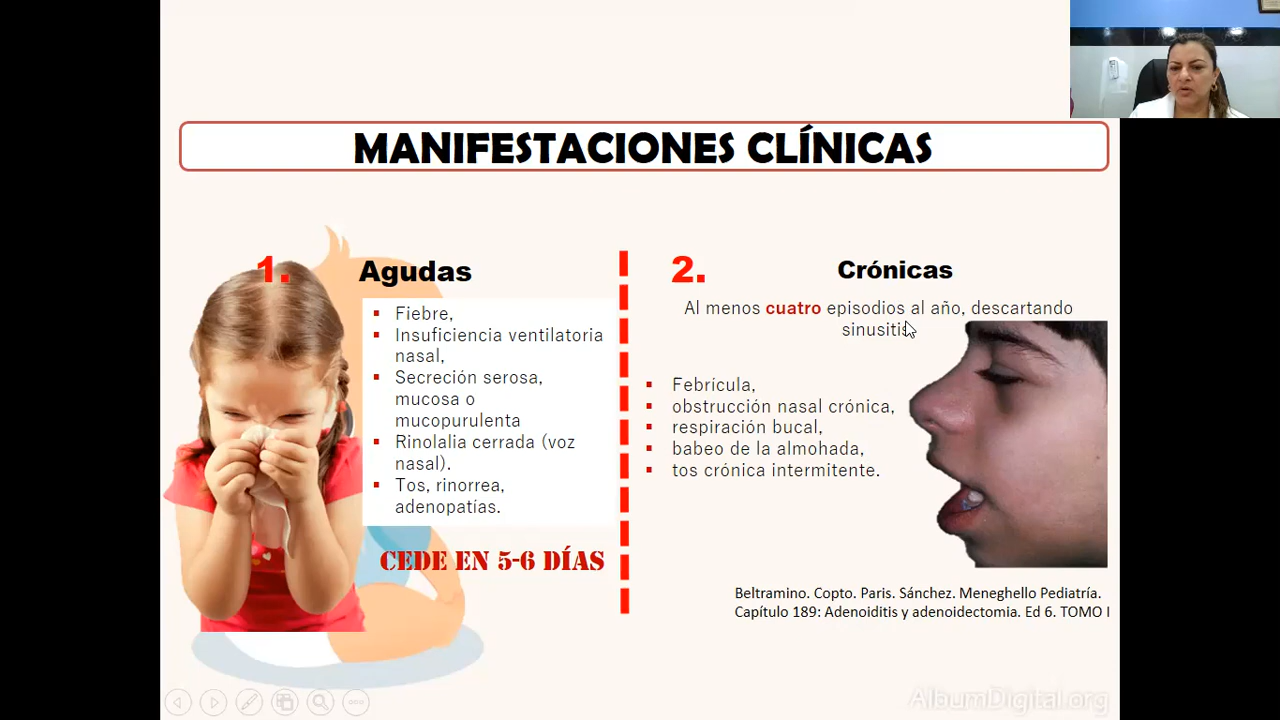 MANIFESTACIONES CLÍNICAS
1.
Agudas
Fiebre,
Insuficiencia ventilatoria
nasal,
Secreción serosa,
mucosa o
mucopurulenta
Rinolalia cerrada (voz
nasal).
Tos, rinorrea,
adenopatías.
CEDE EN 5-6 DÍAS
2.
Crónicas
Al menos cuatro episodios al año, descartando
sinusitis
Febrícula,
obstrucción nasal crónica,
respiración bucal,
babeo de la almohada,
tos crónica intermitente.
Beltramino. Copto. Paris. Sánchez. Meneghello Pediatría.
Capítulo 189: Adenoiditis y adenoidectomia. Ed 6. TOMO I
AlbumDigital.org